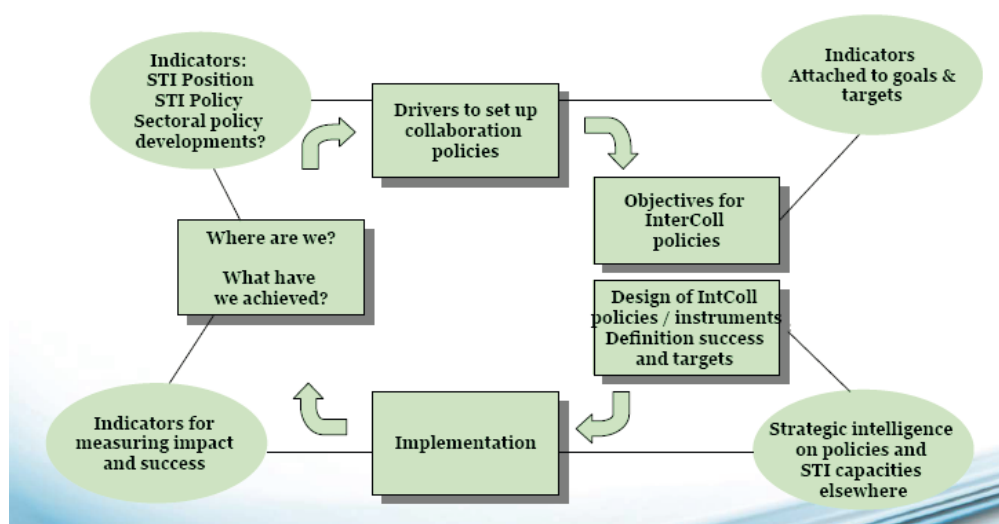 Indicators:
STI Position
STI Policy
Sectoral policy
developments?
Drivers to set up
collaboration
policies
Indicators
Attached to goals &
targets
Objectives for
InterColl
policies
Where are we?
What have
we achieved?
Design of IntColl
policies / instruments
Definition success
and targets
Indicators for
measuring impact
and success
Implementation
Strategic intelligence
on policies and
STI capacities
elsewhere